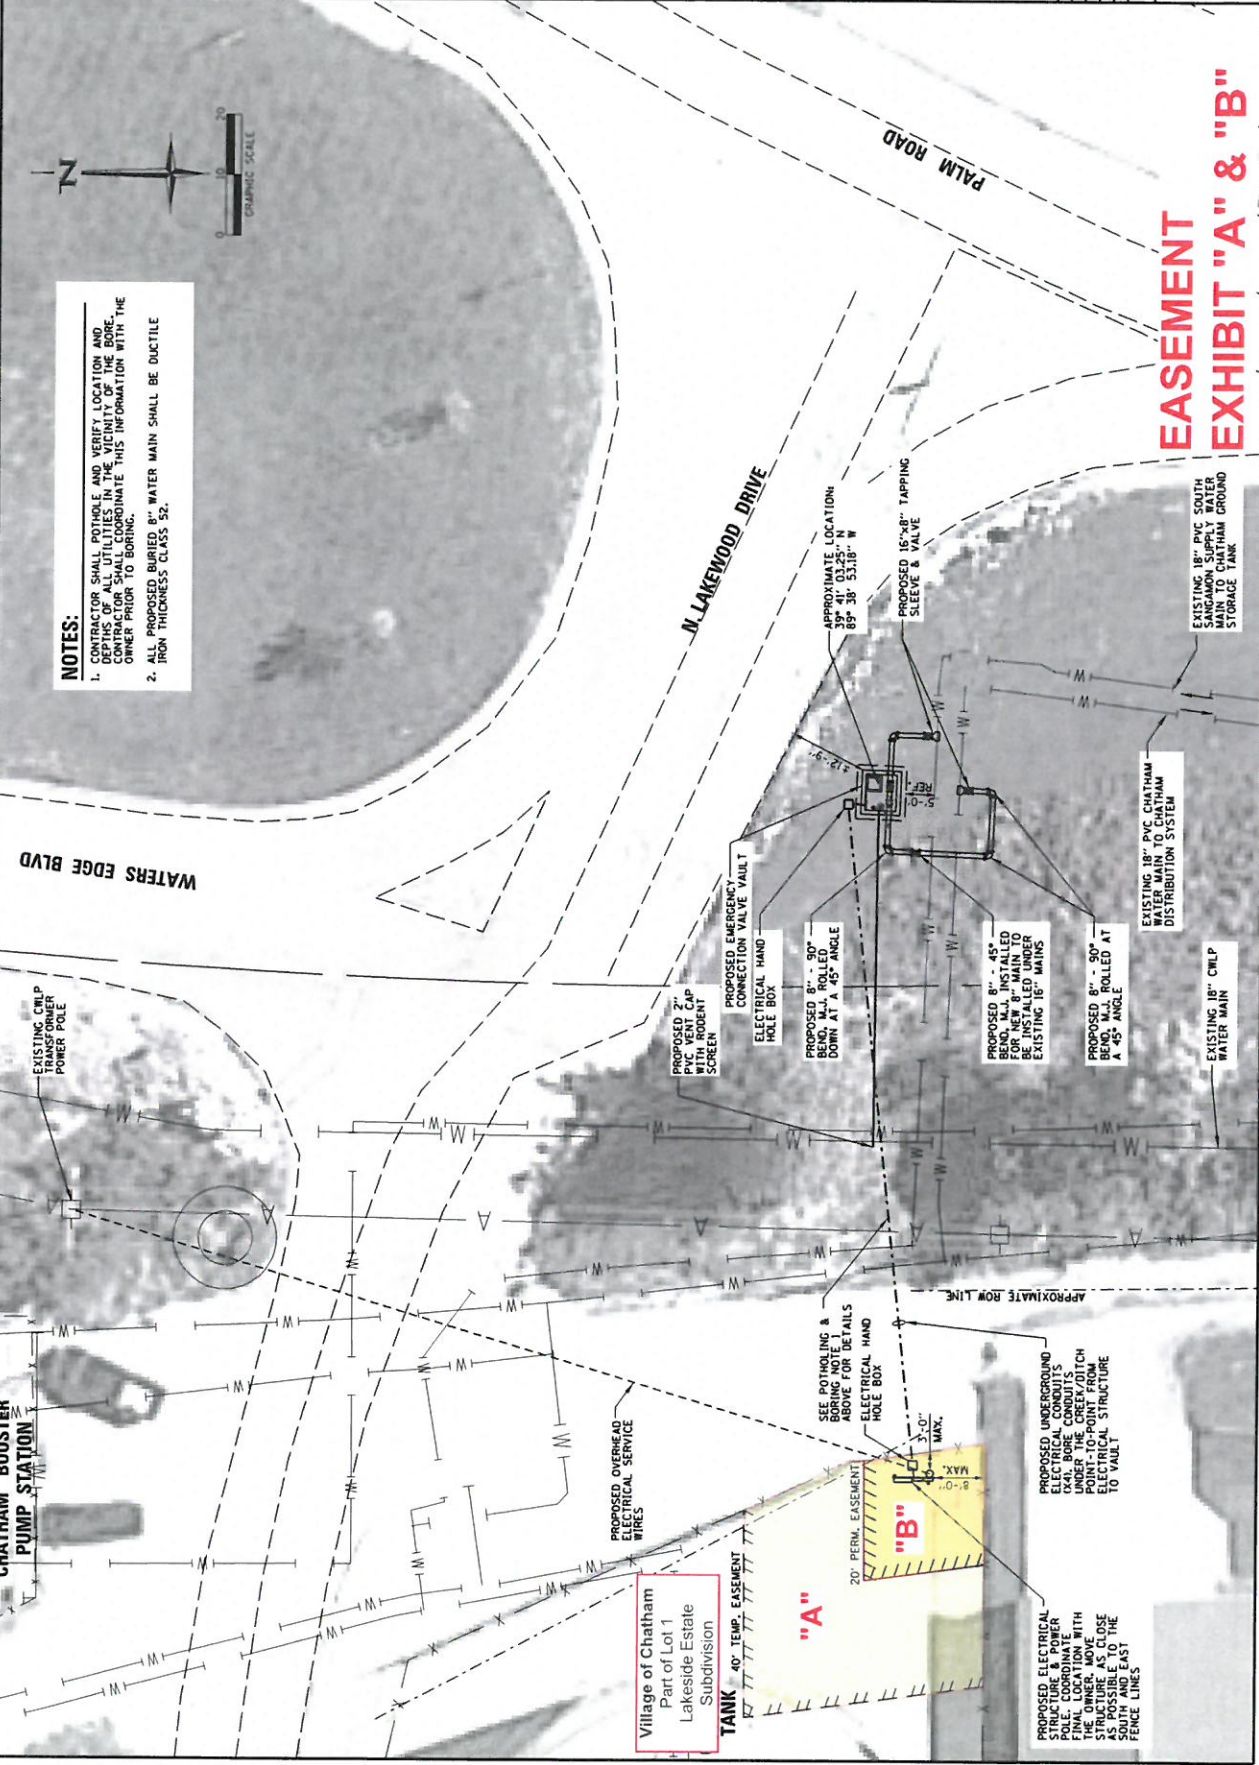 NOTES:
1. CONTRACTOR SHALL POTHOLE AND VERIFY LOCATION AND
DEPTHS OF ALL UTILITIES IN THE VICINITY OF THE BORE.
CONTRACTOR SHALL COORDINATE THIS INFORMATION WITH THE
OWNER PRIOR TO BORING.
2. ALL PROPOSED BURIED 8" WATER MAIN SHALL BE DUCTILE
IRON THICKNESS CLASS 52.
N
0 10 20
GRAPHIC SCALE
CHATHAM BOOSTER
PUMP STATION
EXISTING CWLP
TRANSFORMER
POWER POLE
WATERS EDGE BLVD
N. LAKEWOOD DRIVE
PALM ROAD
PROPOSED OVERHEAD
ELECTRICAL SERVICE
WIRES
Village of Chatham
Part of Lot 1
Lakeside Estate
Subdivision
TANK
40' TEMP. EASEMENT
"A"
20' PERM. EASEMENT
"B"
8'-0"
MAX.
3'-0"
MAX.
SEE POTHOLING &
BORING NOTE 1
ABOVE FOR DETAILS
ELECTRICAL HAND
HOLE BOX
PROPOSED 2"
PVC VENT CAP
WITH RODENT
SCREEN
PROPOSED EMERGENCY
CONNECTION VALVE VAULT
ELECTRICAL HAND
HOLE BOX
PROPOSED 8" - 90°
BEND, M.J. ROLLED
DOWN AT A 45° ANGLE
±12'-9"
5'-0"
REF.
APPROXIMATE LOCATION:
39° 41' 03.25" N
89° 38' 53.18" W
PROPOSED 16"x8" TAPPING
SLEEVE & VALVE
PROPOSED 8" - 45°
BEND, M.J. INSTALLED
FOR NEW 8" MAIN TO
BE INSTALLED UNDER
EXISTING 16" MAINS
PROPOSED 8" - 90°
BEND, M.J. ROLLED AT
A 45° ANGLE
APPROXIMATE ROW LINE
PROPOSED ELECTRICAL
STRUCTURE & POWER
POLE. COORDINATE
FINAL LOCATION WITH
THE OWNER. MOVE
STRUCTURE AS CLOSE
AS POSSIBLE TO THE
SOUTH AND EAST
FENCE LINES
PROPOSED UNDERGROUND
ELECTRICAL CONDUITS
(X4). BORE CONDUITS
UNDER THE CREEK/DITCH
POINT-TO-POINT FROM
ELECTRICAL STRUCTURE
TO VAULT
EXISTING 18" CWLP
WATER MAIN
EXISTING 18" PVC CHATHAM
WATER MAIN TO CHATHAM
DISTRIBUTION SYSTEM
EXISTING 18" PVC SOUTH
SANGAMON SUPPLY WATER
MAIN TO CHATHAM GROUND
STORAGE TANK
EASEMENT
EXHIBIT "A" & "B"